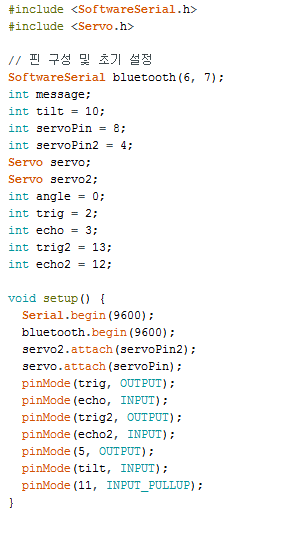 #include <SoftwareSerial.h>
#include <Servo.h>

// 핀 구성 및 초기 설정
SoftwareSerial bluetooth(6, 7);
int message;
int tilt = 10;
int servoPin = 8;
int servoPin2 = 4;
Servo servo;
Servo servo2;
int angle = 0;
int trig = 2;
int echo = 3;
int trig2 = 13;
int echo2 = 12;

void setup() {
  Serial.begin(9600);
  bluetooth.begin(9600);
  servo2.attach(servoPin2);
  servo.attach(servoPin);
  pinMode(trig, OUTPUT);
  pinMode(echo, INPUT);
  pinMode(trig2, OUTPUT);
  pinMode(echo2, INPUT);
  pinMode(5, OUTPUT);
  pinMode(tilt, INPUT);
  pinMode(11, INPUT_PULLUP);
}